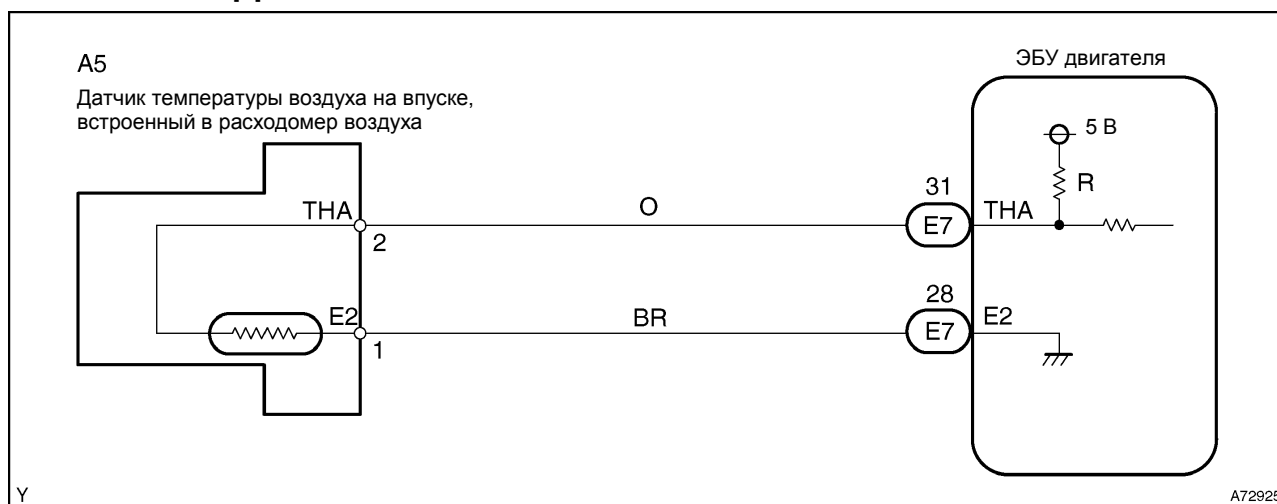 A5
Датчик температуры воздуха на впуске,
встроенный в расходомер воздуха
ЭБУ двигателя
5 В
R
THA
2
O
31
E7
THA
E2
1
BR
28
E7
E2
Y
A72925